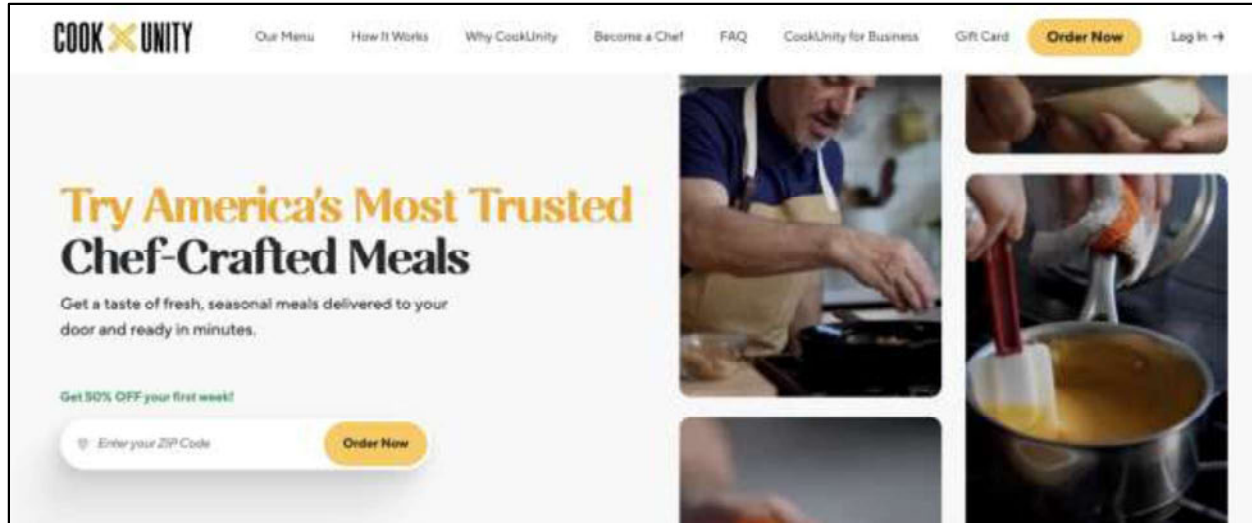 COOK UNITY
Our Menu
How It Works
Why CookUnity
Become a Chef
FAQ
CookUnity for Business
Gift Card
Order Now
Log In →
Try America's Most Trusted
Chef-Crafted Meals
Get a taste of fresh, seasonal meals delivered to your
door and ready in minutes.
Get 50% OFF your first week!
Enter your ZIP Code
Order Now